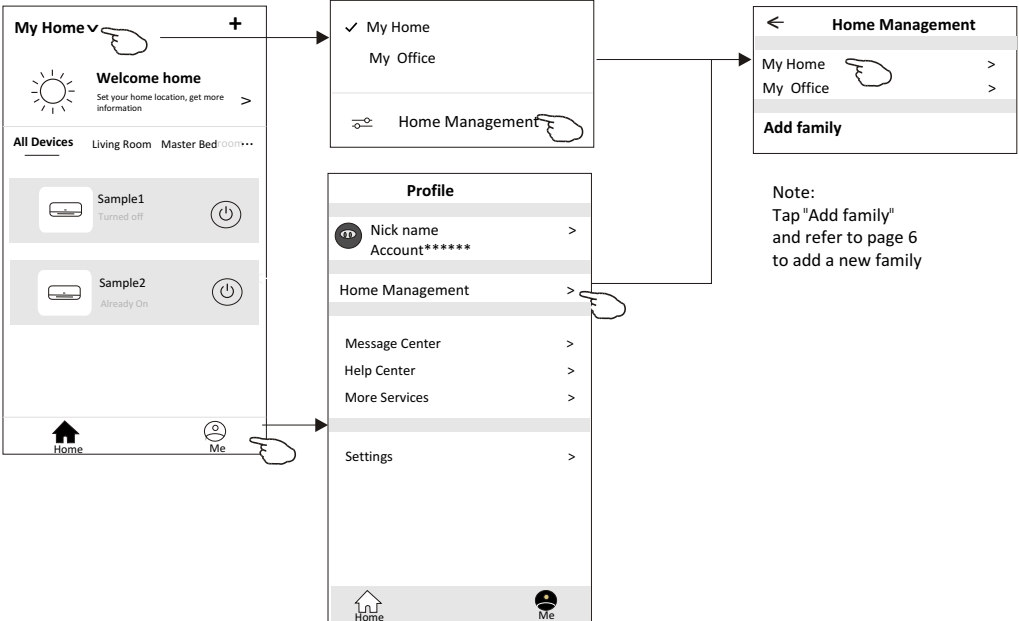 My Home
+
Welcome home
Set your home location, get more
information
>
All Devices Living Room Master Bedroom ...
Sample1
Turned off
Sample2
Already On
Home
Me
✓ My Home
My Office
Home Management
Profile
Nick name >
Account******
Home Management >
Message Center >
Help Center >
More Services >
Settings >
Home
Me
Home Management
My Home >
My Office >
Add family
Note:
Tap "Add family"
and refer to page 6
to add a new family